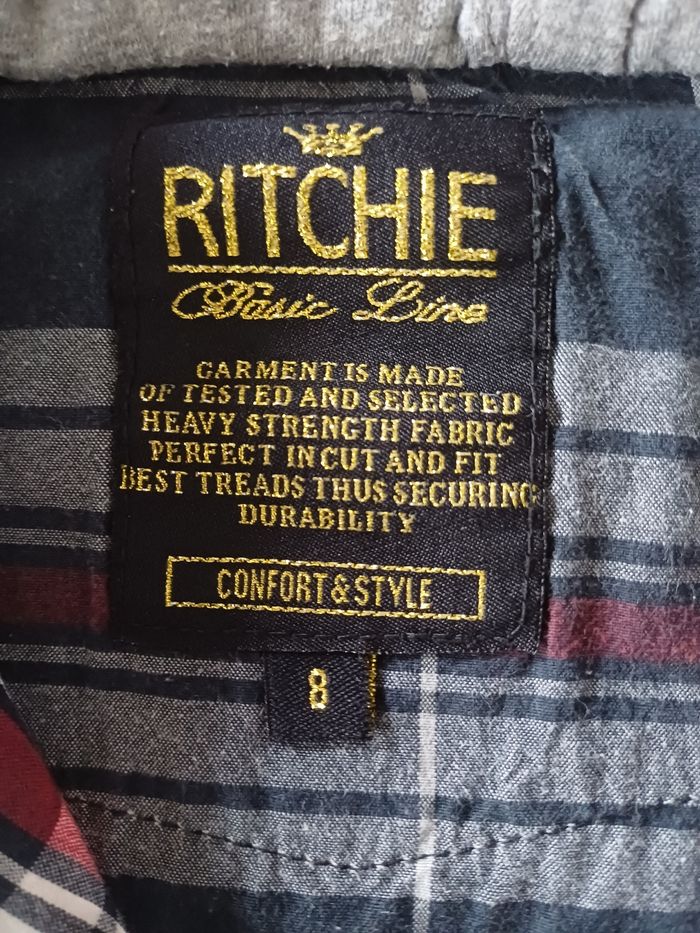 RITCHIE
Basic Line
GARMENT IS MADE
OF TESTED AND SELECTED
HEAVY STRENGTH FABRIC
PERFECT IN CUT AND FIT
BEST TREADS THUS SECURING
DURABILITY
CONFORT&STYLE
8